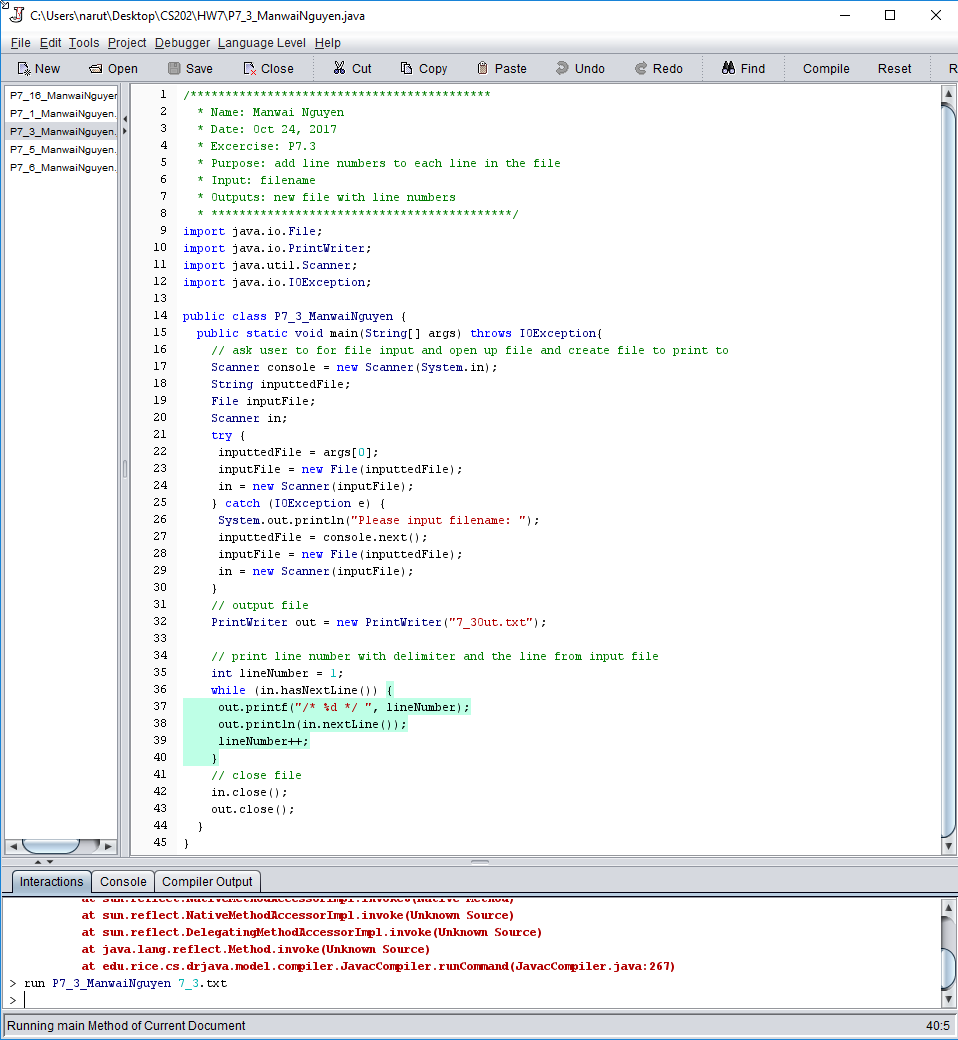 C:\Users\narut\Desktop\CS202\HW7\P7_3_ManwaiNguyen.java
File Edit Tools Project Debugger Language Level Help
New Open Save Close Cut Copy Paste Undo Redo Find Compile Reset R
P7_16_ManwaiNguyen
P7_1_ManwaiNguyen.
P7_3_ManwaiNguyen.
P7_5_ManwaiNguyen.
P7_6_ManwaiNguyen.
1 /*******************************************
2 * Name: Manwai Nguyen
3 * Date: Oct 24, 2017
4 * Excercise: P7.3
5 * Purpose: add line numbers to each line in the file
6 * Input: filename
7 * Outputs: new file with line numbers
8 * *******************************************/
9 import java.io.File;
10 import java.io.PrintWriter;
11 import java.util.Scanner;
12 import java.io.IOException;
13
14 public class P7_3_ManwaiNguyen {
15 public static void main(String[] args) throws IOException{
16 // ask user to for file input and open up file and create file to print to
17 Scanner console = new Scanner(System.in);
18 String inputtedFile;
19 File inputFile;
20 Scanner in;
21 try {
22 inputtedFile = args[0];
23 inputFile = new File(inputtedFile);
24 in = new Scanner(inputFile);
25 } catch (IOException e) {
26 System.out.println("Please input filename: ");
27 inputtedFile = console.next();
28 inputFile = new File(inputtedFile);
29 in = new Scanner(inputFile);
30 }
31 // output file
32 PrintWriter out = new PrintWriter("7_3Out.txt");
33
34 // print line number with delimiter and the line from input file
35 int lineNumber = 1;
36 while (in.hasNextLine()) {
37 out.printf("/* %d */ ", lineNumber);
38 out.println(in.nextLine());
39 lineNumber++;
40 }
41 // close file
42 in.close();
43 out.close();
44 }
45 }
Interactions Console Compiler Output
at sun.reflect.NativeMethodAccessorImpl.invoke0(Native Method)
at sun.reflect.NativeMethodAccessorImpl.invoke(Unknown Source)
at sun.reflect.DelegatingMethodAccessorImpl.invoke(Unknown Source)
at java.lang.reflect.Method.invoke(Unknown Source)
at edu.rice.cs.drjava.model.compiler.JavacCompiler.runCommand(JavacCompiler.java:267)
> run P7_3_ManwaiNguyen 7_3.txt
>
Running main Method of Current Document 40:5